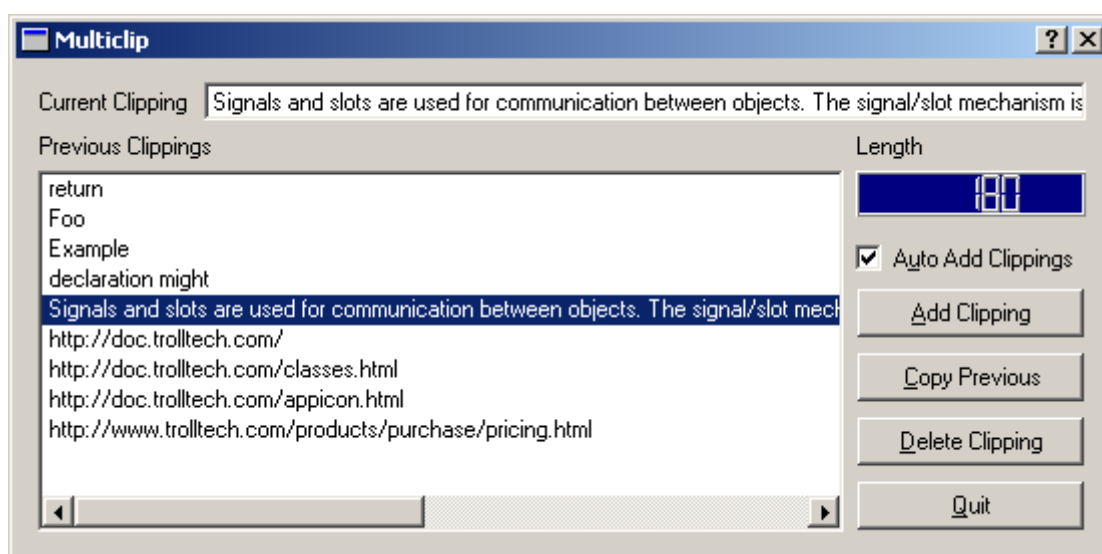 Multiclip
Current Clipping Signals and slots are used for communication between objects. The signal/slot mechanism is
Previous Clippings Length
return
180
Foo
Example
Auto Add Clippings
declaration might
Signals and slots are used for communication between objects. The signal/slot mech
Add Clipping
http://doc.trolltech.com/
http://doc.trolltech.com/classes.html
Copy Previous
http://doc.trolltech.com/appicon.html
http://www.trolltech.com/products/purchase/pricing.html
Delete Clipping
Quit